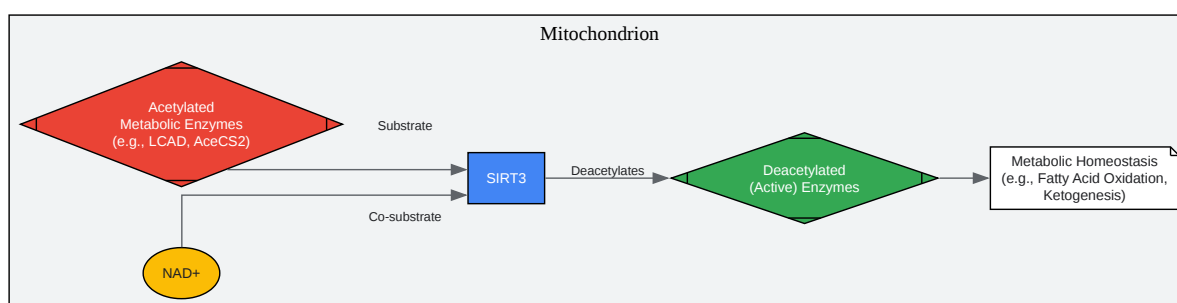 Mitochondrion
Acetylated
Metabolic Enzymes
(e.g., LCAD, AceCS2)
Substrate
SIRT3
Deacetylates
Deacetylated
(Active) Enzymes
Metabolic Homeostasis
(e.g., Fatty Acid Oxidation,
Ketogenesis)
Co-substrate
NAD+